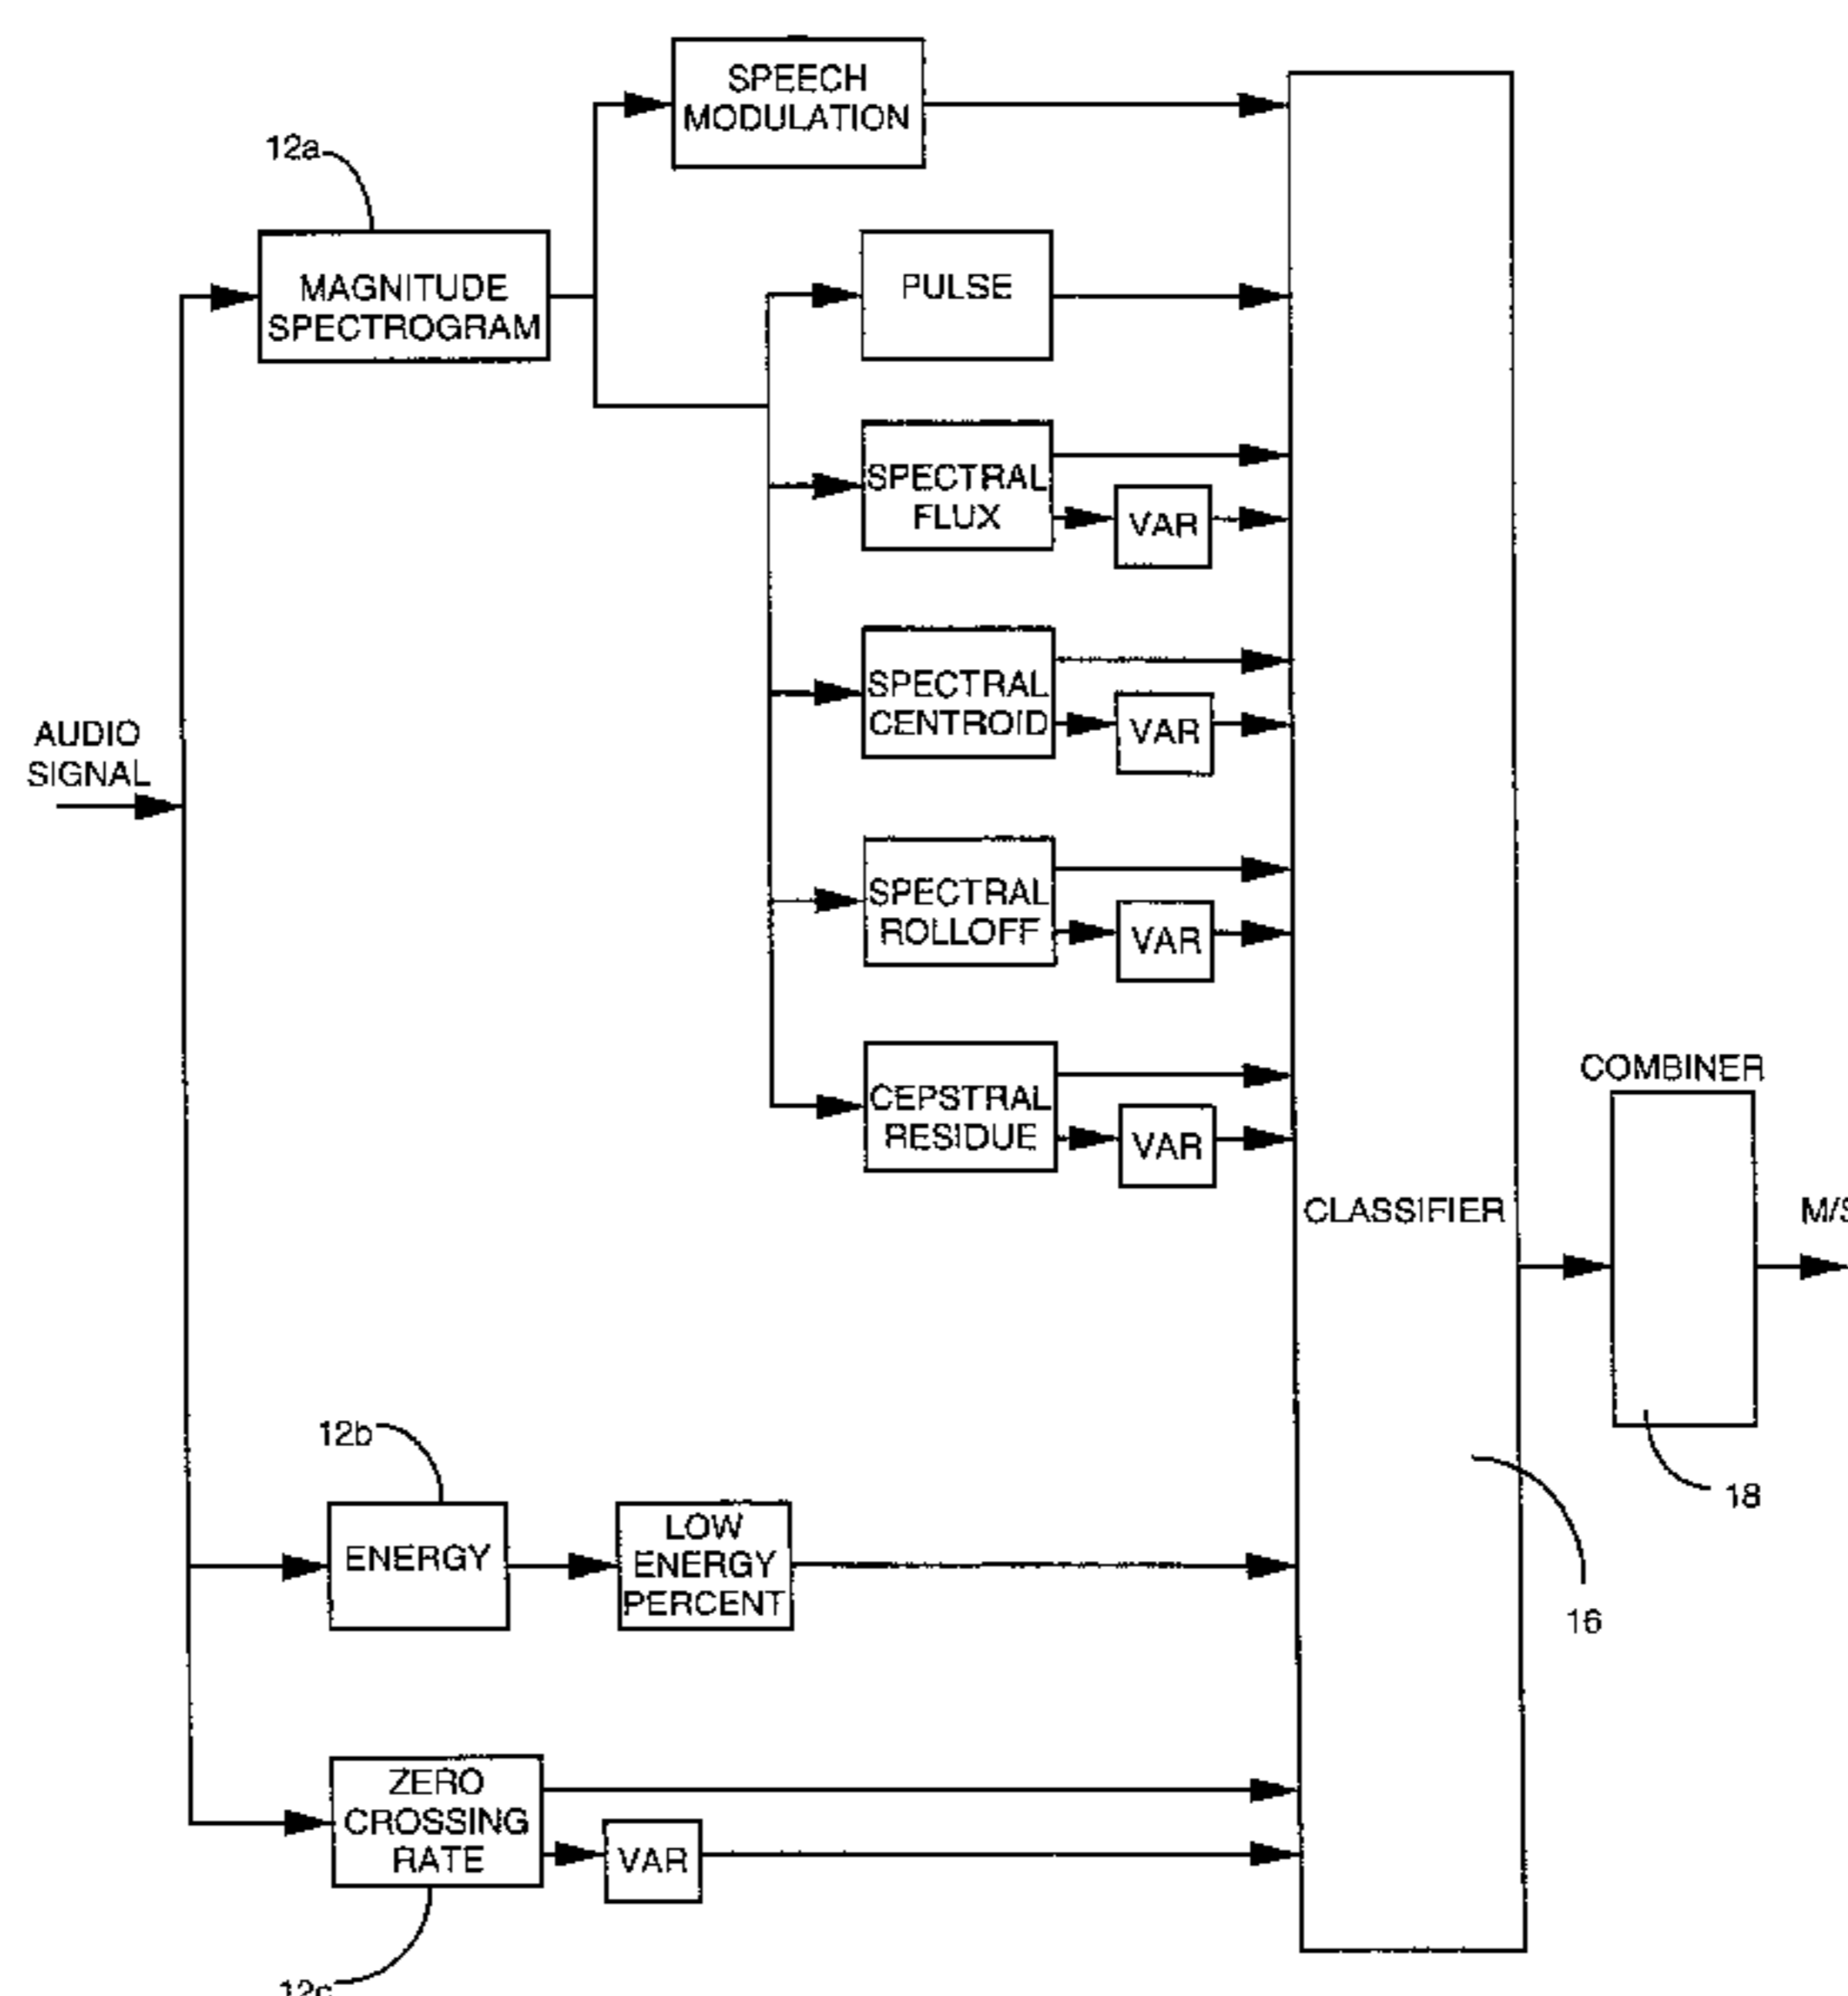 SPEECH
MODULATION
12a
MAGNITUDE
SPECTROGRAM
PULSE
SPECTRAL
FLUX
VAR
SPECTRAL
CENTROID
VAR
AUDIO
SIGNAL
SPECTRAL
ROLLOFF
VAR
CEPSTRAL
RESIDUE
VAR
CLASSIFIER
COMBINER
M/S
12b
ENERGY
LOW
ENERGY
PERCENT
18
16
ZERO
CROSSING
RATE
VAR
12c